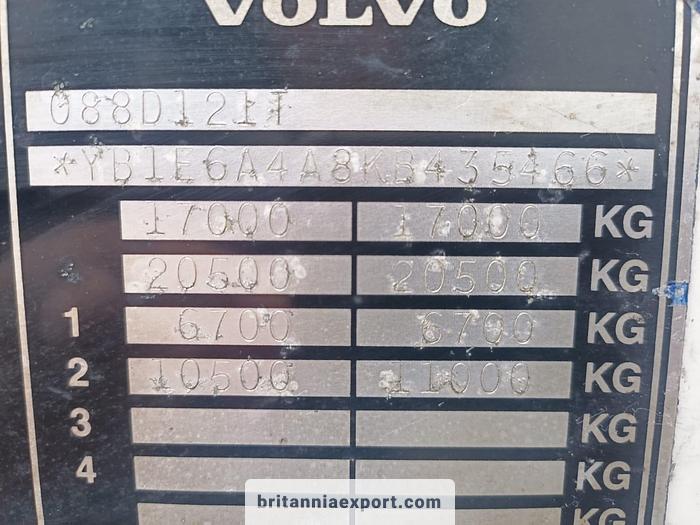 VOLVO
088D121T
*YB1E6A4A8KB435466*
17000 17000 KG
20500 20500 KG
1 6700 6700 KG
2 10500 11000 KG
3 KG
4 KG
KG
britanniaexport.com